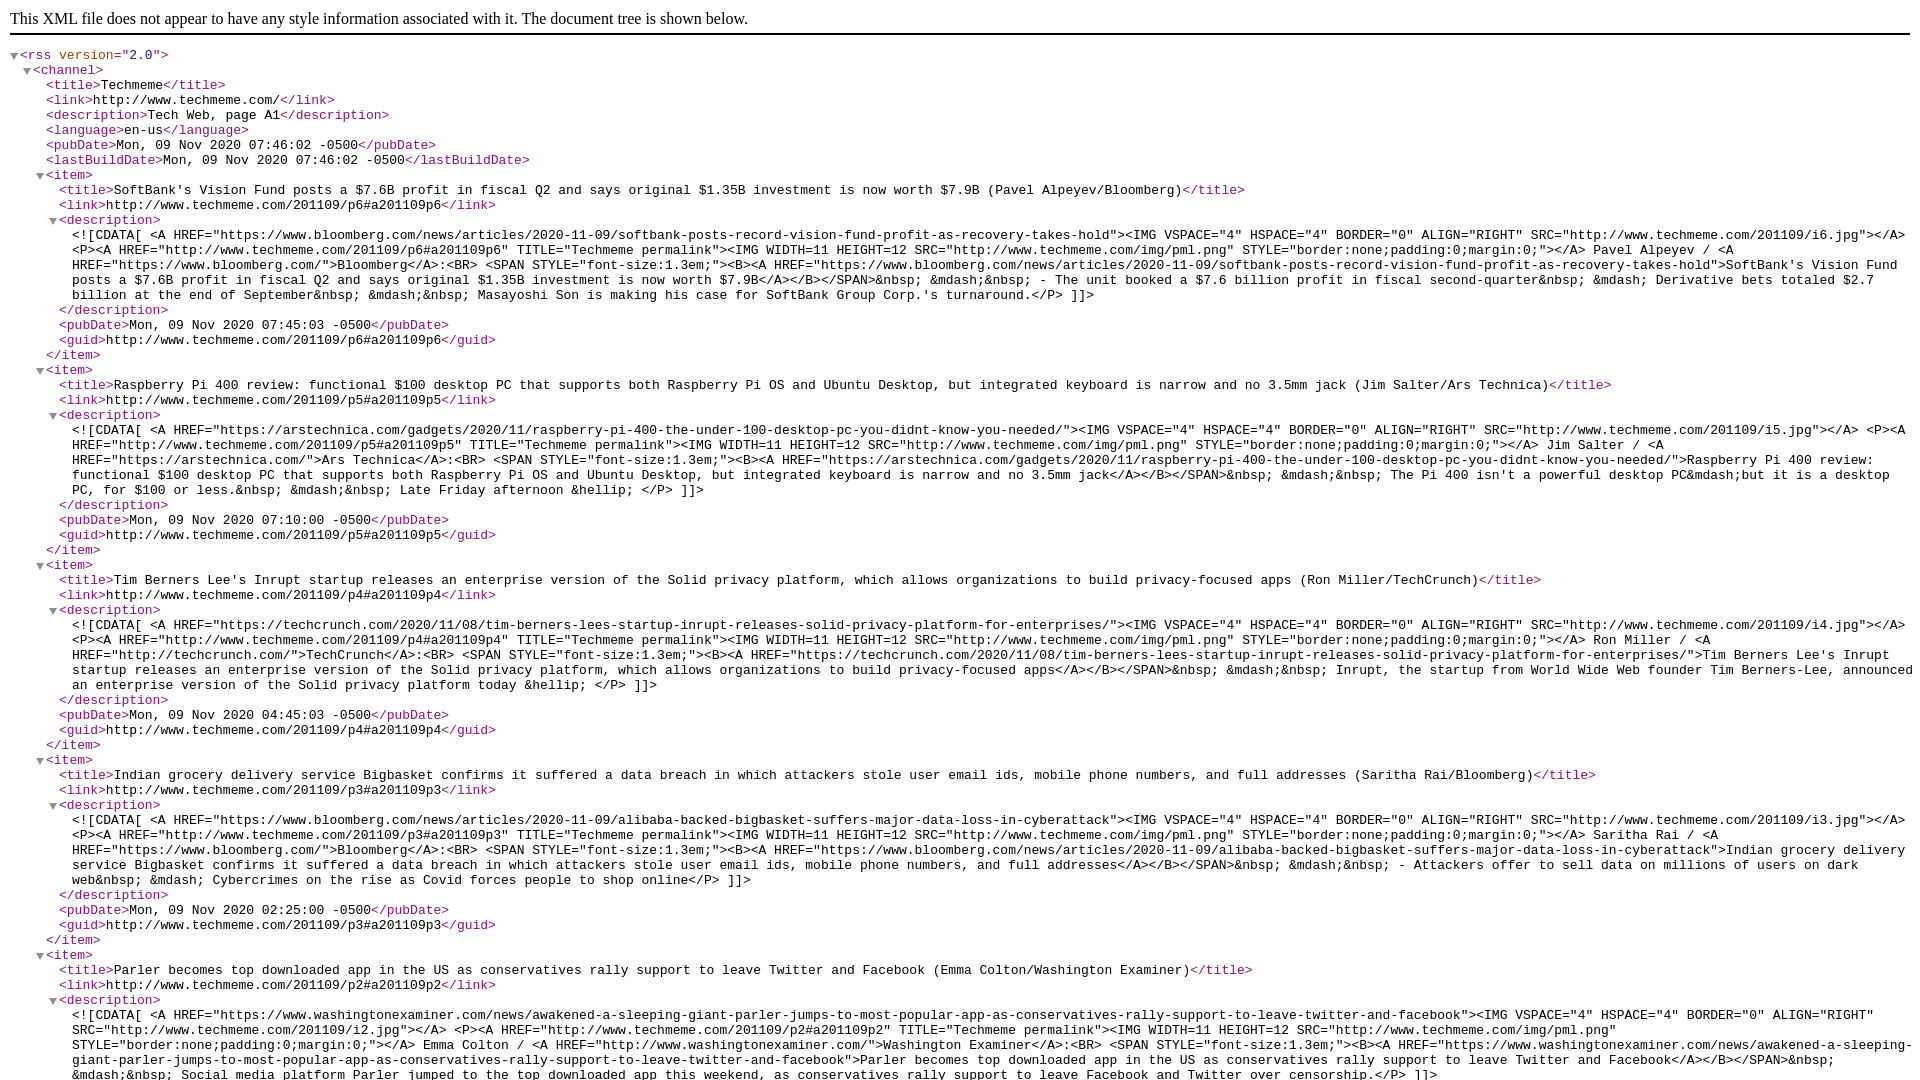 This XML file does not appear to have any style information associated with it. The document tree is shown below.
<rss version="2.0">
<channel>
<title>Techmeme</title>
<link>http://www.techmeme.com/</link>
<description>Tech Web, page A1</description>
<language>en-us</language>
<pubDate>Mon, 09 Nov 2020 07:46:02 -0500</pubDate>
<lastBuildDate>Mon, 09 Nov 2020 07:46:02 -0500</lastBuildDate>
<item>
<title>SoftBank's Vision Fund posts a $7.6B profit in fiscal Q2 and says original $1.35B investment is now worth $7.9B (Pavel Alpeyev/Bloomberg)</title>
<link>http://www.techmeme.com/201109/p6#a201109p6</link>
<description>
<![CDATA[ <A HREF="https://www.bloomberg.com/news/articles/2020-11-09/softbank-posts-record-vision-fund-profit-as-recovery-takes-hold"><IMG VSPACE="4" HSPACE="4" BORDER="0" ALIGN="RIGHT" SRC="http://www.techmeme.com/201109/i6.jpg"></A>
<P><A HREF="http://www.techmeme.com/201109/p6#a201109p6" TITLE="Techmeme permalink"><IMG WIDTH=11 HEIGHT=12 SRC="http://www.techmeme.com/img/pml.png" STYLE="border:none;padding:0;margin:0;"></A> Pavel Alpeyev / <A
HREF="https://www.bloomberg.com/">Bloomberg</A>:<BR> <SPAN STYLE="font-size:1.3em;"><B><A HREF="https://www.bloomberg.com/news/articles/2020-11-09/softbank-posts-record-vision-fund-profit-as-recovery-takes-hold">SoftBank's Vision Fund
posts a $7.6B profit in fiscal Q2 and says original $1.35B investment is now worth $7.9B</A></B></SPAN>&nbsp; &mdash;&nbsp; - The unit booked a $7.6 billion profit in fiscal second-quarter&nbsp; &mdash; Derivative bets totaled $2.7
billion at the end of September&nbsp; &mdash;&nbsp; Masayoshi Son is making his case for SoftBank Group Corp.'s turnaround.</P> ]]>
</description>
<pubDate>Mon, 09 Nov 2020 07:45:03 -0500</pubDate>
<guid>http://www.techmeme.com/201109/p6#a201109p6</guid>
</item>
<item>
<title>Raspberry Pi 400 review: functional $100 desktop PC that supports both Raspberry Pi OS and Ubuntu Desktop, but integrated keyboard is narrow and no 3.5mm jack (Jim Salter/Ars Technica)</title>
<link>http://www.techmeme.com/201109/p5#a201109p5</link>
<description>
<![CDATA[ <A HREF="https://arstechnica.com/gadgets/2020/11/raspberry-pi-400-the-under-100-desktop-pc-you-didnt-know-you-needed/"><IMG VSPACE="4" HSPACE="4" BORDER="0" ALIGN="RIGHT" SRC="http://www.techmeme.com/201109/i5.jpg"></A> <P><A
HREF="http://www.techmeme.com/201109/p5#a201109p5" TITLE="Techmeme permalink"><IMG WIDTH=11 HEIGHT=12 SRC="http://www.techmeme.com/img/pml.png" STYLE="border:none;padding:0;margin:0;"></A> Jim Salter / <A
HREF="https://arstechnica.com/">Ars Technica</A>:<BR> <SPAN STYLE="font-size:1.3em;"><B><A HREF="https://arstechnica.com/gadgets/2020/11/raspberry-pi-400-the-under-100-desktop-pc-you-didnt-know-you-needed/">Raspberry Pi 400 review:
functional $100 desktop PC that supports both Raspberry Pi OS and Ubuntu Desktop, but integrated keyboard is narrow and no 3.5mm jack</A></B></SPAN>&nbsp; &mdash;&nbsp; The Pi 400 isn't a powerful desktop PC&mdash;but it is a desktop
PC, for $100 or less.&nbsp; &mdash;&nbsp; Late Friday afternoon &hellip; </P> ]]>
</description>
<pubDate>Mon, 09 Nov 2020 07:10:00 -0500</pubDate>
<guid>http://www.techmeme.com/201109/p5#a201109p5</guid>
</item>
<item>
<title>Tim Berners Lee's Inrupt startup releases an enterprise version of the Solid privacy platform, which allows organizations to build privacy-focused apps (Ron Miller/TechCrunch)</title>
<link>http://www.techmeme.com/201109/p4#a201109p4</link>
<description>
<![CDATA[ <A HREF="https://techcrunch.com/2020/11/08/tim-berners-lees-startup-inrupt-releases-solid-privacy-platform-for-enterprises/"><IMG VSPACE="4" HSPACE="4" BORDER="0" ALIGN="RIGHT" SRC="http://www.techmeme.com/201109/i4.jpg"></A>
<P><A HREF="http://www.techmeme.com/201109/p4#a201109p4" TITLE="Techmeme permalink"><IMG WIDTH=11 HEIGHT=12 SRC="http://www.techmeme.com/img/pml.png" STYLE="border:none;padding:0;margin:0;"></A> Ron Miller / <A
HREF="http://techcrunch.com/">TechCrunch</A>:<BR> <SPAN STYLE="font-size:1.3em;"><B><A HREF="https://techcrunch.com/2020/11/08/tim-berners-lees-startup-inrupt-releases-solid-privacy-platform-for-enterprises/">Tim Berners Lee's Inrupt
startup releases an enterprise version of the Solid privacy platform, which allows organizations to build privacy-focused apps</A></B></SPAN>&nbsp; &mdash;&nbsp; Inrupt, the startup from World Wide Web founder Tim Berners-Lee, announced
an enterprise version of the Solid privacy platform today &hellip; </P> ]]>
</description>
<pubDate>Mon, 09 Nov 2020 04:45:03 -0500</pubDate>
<guid>http://www.techmeme.com/201109/p4#a201109p4</guid>
</item>
<item>
<title>Indian grocery delivery service Bigbasket confirms it suffered a data breach in which attackers stole user email ids, mobile phone numbers, and full addresses (Saritha Rai/Bloomberg)</title>
<link>http://www.techmeme.com/201109/p3#a201109p3</link>
<description>
<![CDATA[ <A HREF="https://www.bloomberg.com/news/articles/2020-11-09/alibaba-backed-bigbasket-suffers-major-data-loss-in-cyberattack"><IMG VSPACE="4" HSPACE="4" BORDER="0" ALIGN="RIGHT" SRC="http://www.techmeme.com/201109/i3.jpg"></A>
<P><A HREF="http://www.techmeme.com/201109/p3#a201109p3" TITLE="Techmeme permalink"><IMG WIDTH=11 HEIGHT=12 SRC="http://www.techmeme.com/img/pml.png" STYLE="border:none;padding:0;margin:0;"></A> Saritha Rai / <A
HREF="https://www.bloomberg.com/">Bloomberg</A>:<BR> <SPAN STYLE="font-size:1.3em;"><B><A HREF="https://www.bloomberg.com/news/articles/2020-11-09/alibaba-backed-bigbasket-suffers-major-data-loss-in-cyberattack">Indian grocery delivery
service Bigbasket confirms it suffered a data breach in which attackers stole user email ids, mobile phone numbers, and full addresses</A></B></SPAN>&nbsp; &mdash;&nbsp; - Attackers offer to sell data on millions of users on dark
web&nbsp; &mdash; Cybercrimes on the rise as Covid forces people to shop online</P> ]]>
</description>
<pubDate>Mon, 09 Nov 2020 02:25:00 -0500</pubDate>
<guid>http://www.techmeme.com/201109/p3#a201109p3</guid>
</item>
<item>
<title>Parler becomes top downloaded app in the US as conservatives rally support to leave Twitter and Facebook (Emma Colton/Washington Examiner)</title>
<link>http://www.techmeme.com/201109/p2#a201109p2</link>
<description>
<![CDATA[ <A HREF="https://www.washingtonexaminer.com/news/awakened-a-sleeping-giant-parler-jumps-to-most-popular-app-as-conservatives-rally-support-to-leave-twitter-and-facebook"><IMG VSPACE="4" HSPACE="4" BORDER="0" ALIGN="RIGHT"
SRC="http://www.techmeme.com/201109/i2.jpg"></A> <P><A HREF="http://www.techmeme.com/201109/p2#a201109p2" TITLE="Techmeme permalink"><IMG WIDTH=11 HEIGHT=12 SRC="http://www.techmeme.com/img/pml.png"
STYLE="border:none;padding:0;margin:0;"></A> Emma Colton / <A HREF="http://www.washingtonexaminer.com/">Washington Examiner</A>:<BR> <SPAN STYLE="font-size:1.3em;"><B><A HREF="https://www.washingtonexaminer.com/news/awakened-a-sleeping-
giant-parler-jumps-to-most-popular-app-as-conservatives-rally-support-to-leave-twitter-and-facebook">Parler becomes top downloaded app in the US as conservatives rally support to leave Twitter and Facebook</A></B></SPAN>&nbsp;
&mdash;&nbsp; Social media platform Parler jumped to the top downloaded app this weekend, as conservatives rally support to leave Facebook and Twitter over censorship.</P> ]]>